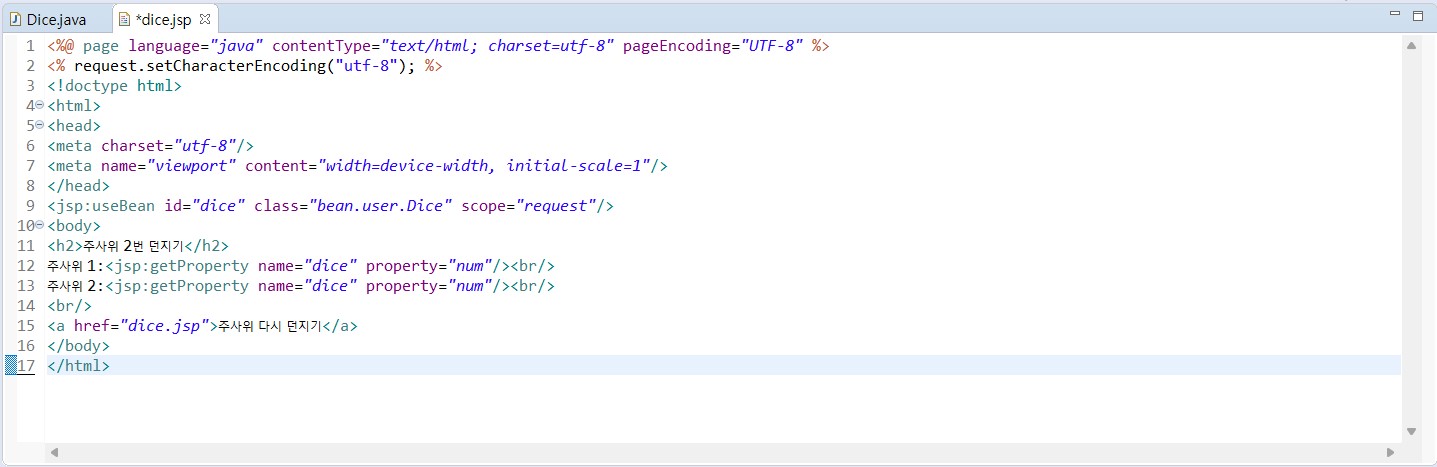 Dice.java *dice.jsp
1 <%@ page language="java" contentType="text/html; charset=utf-8" pageEncoding="UTF-8" %>
2 <% request.setCharacterEncoding("utf-8"); %>
3 <!doctype html>
4 <html>
5 <head>
6 <meta charset="utf-8"/>
7 <meta name="viewport" content="width=device-width, initial-scale=1"/>
8 </head>
9 <jsp:useBean id="dice" class="bean.user.Dice" scope="request"/>
10 <body>
11 <h2>주사위 2번 던지기</h2>
12 주사위 1:<jsp:getProperty name="dice" property="num"/><br/>
13 주사위 2:<jsp:getProperty name="dice" property="num"/><br/>
14 <br/>
15 <a href="dice.jsp">주사위 다시 던지기</a>
16 </body>
17 </html>